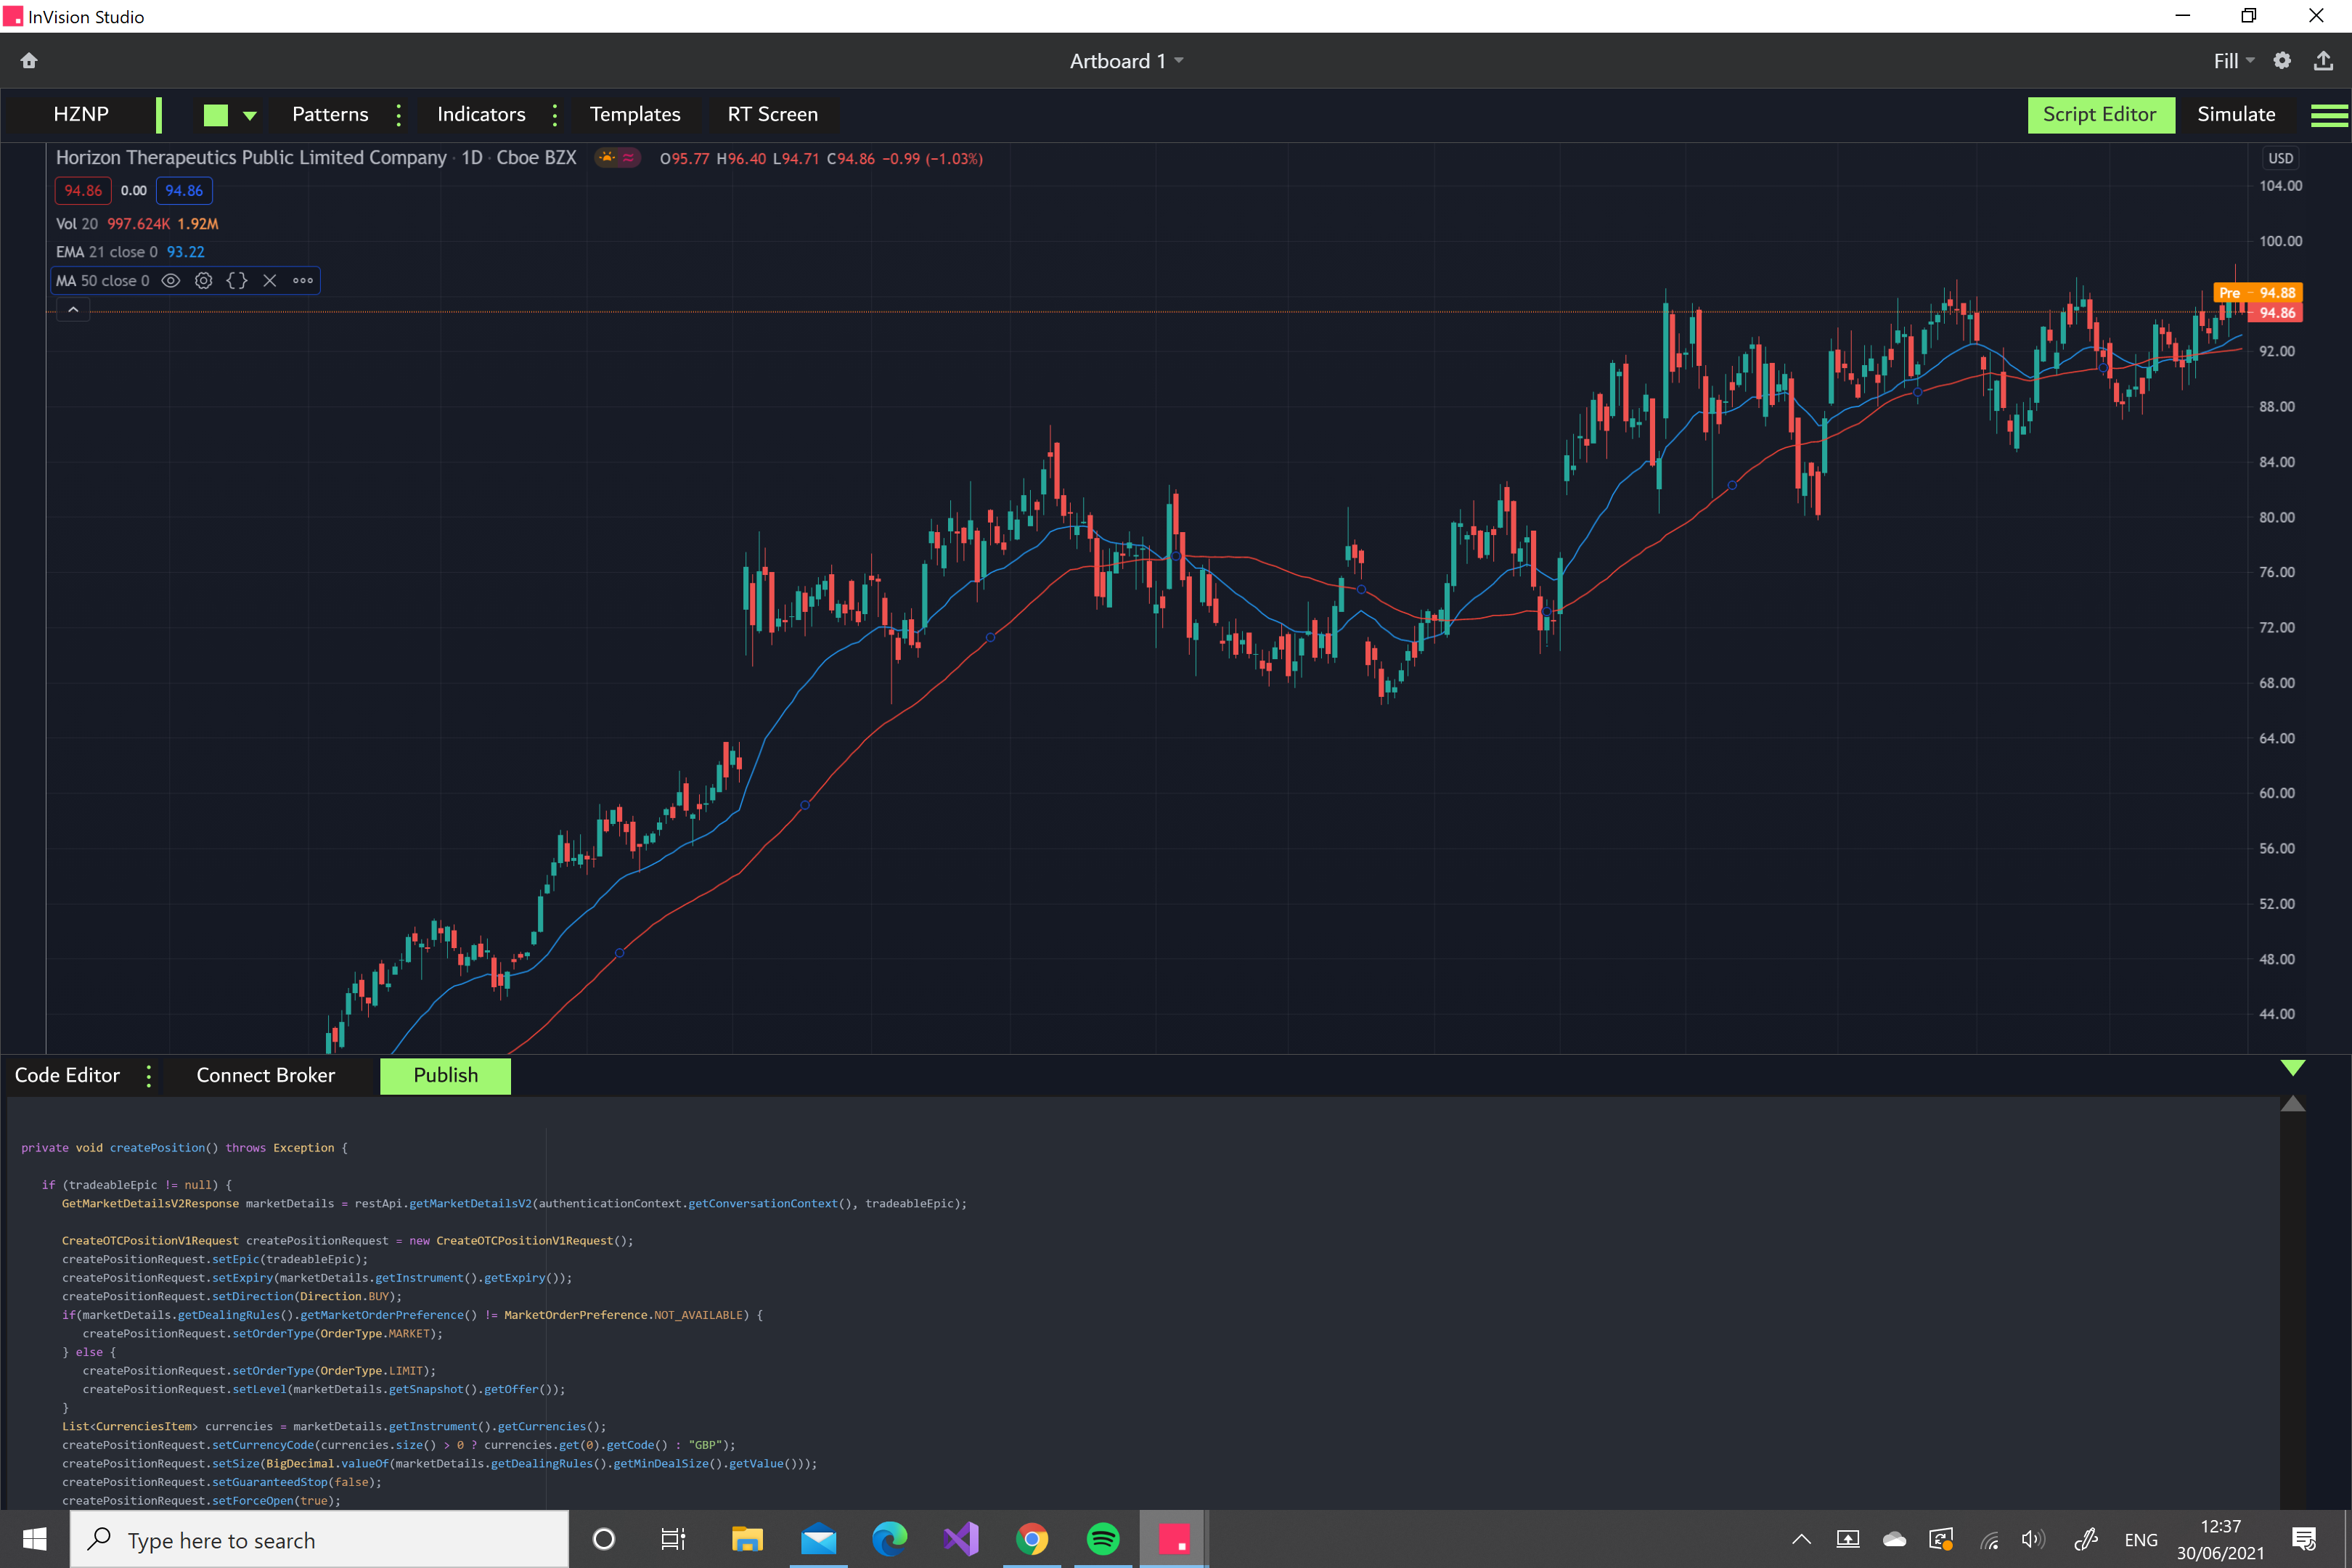 InVision Studio
Artboard 1
Fill
HZNP
Patterns
Indicators
Templates
RT Screen
Script Editor
Simulate
Horizon Therapeutics Public Limited Company · 1D · Cboe BZX
O95.77 H96.40 L94.71 C94.86 −0.99 (−1.03%)
USD
94.86 0.00 94.86
Vol 20 997.624K 1.92M
EMA 21 close 0 93.22
MA 50 close 0
104.00
100.00
Pre 94.88
94.86
92.00
88.00
84.00
80.00
76.00
72.00
68.00
64.00
60.00
56.00
52.00
48.00
44.00
Code Editor
Connect Broker
Publish
private void createPosition() throws Exception {
if (tradeableEpic != null) {
GetMarketDetailsV2Response marketDetails = restApi.getMarketDetailsV2(authenticationContext.getConversationContext(), tradeableEpic);
CreateOTCPositionV1Request createPositionRequest = new CreateOTCPositionV1Request();
createPositionRequest.setEpic(tradeableEpic);
createPositionRequest.setExpiry(marketDetails.getInstrument().getExpiry());
createPositionRequest.setDirection(Direction.BUY);
if(marketDetails.getDealingRules().getMarketOrderPreference() != MarketOrderPreference.NOT_AVAILABLE) {
createPositionRequest.setOrderType(OrderType.MARKET);
} else {
createPositionRequest.setOrderType(OrderType.LIMIT);
createPositionRequest.setLevel(marketDetails.getSnapshot().getOffer());
}
List<CurrenciesItem> currencies = marketDetails.getInstrument().getCurrencies();
createPositionRequest.setCurrencyCode(currencies.size() > 0 ? currencies.get(0).getCode() : "GBP");
createPositionRequest.setSize(BigDecimal.valueOf(marketDetails.getDealingRules().getMinDealSize().getValue()));
createPositionRequest.setGuaranteedStop(false);
createPositionRequest.setForceOpen(true);
Type here to search
ENG
12:37
30/06/2021